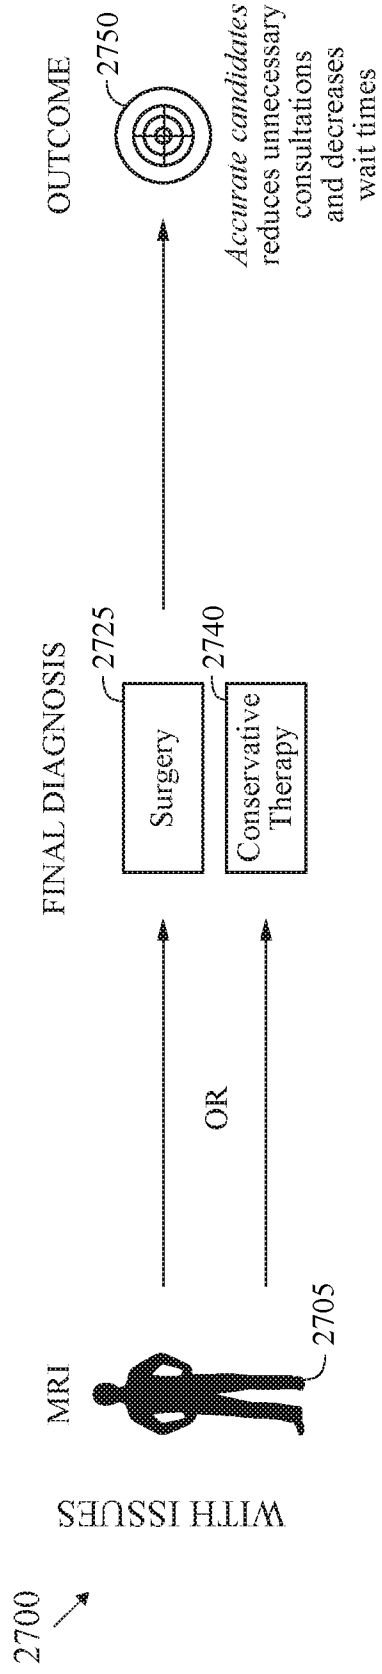 2700
WITH ISSUES
MRI
2705
OR
FINAL DIAGNOSIS
Surgery
2725
Conservative
Therapy
2740
OUTCOME
2750
Accurate candidates
reduces unnecessary
consultations
and decreases
wait times